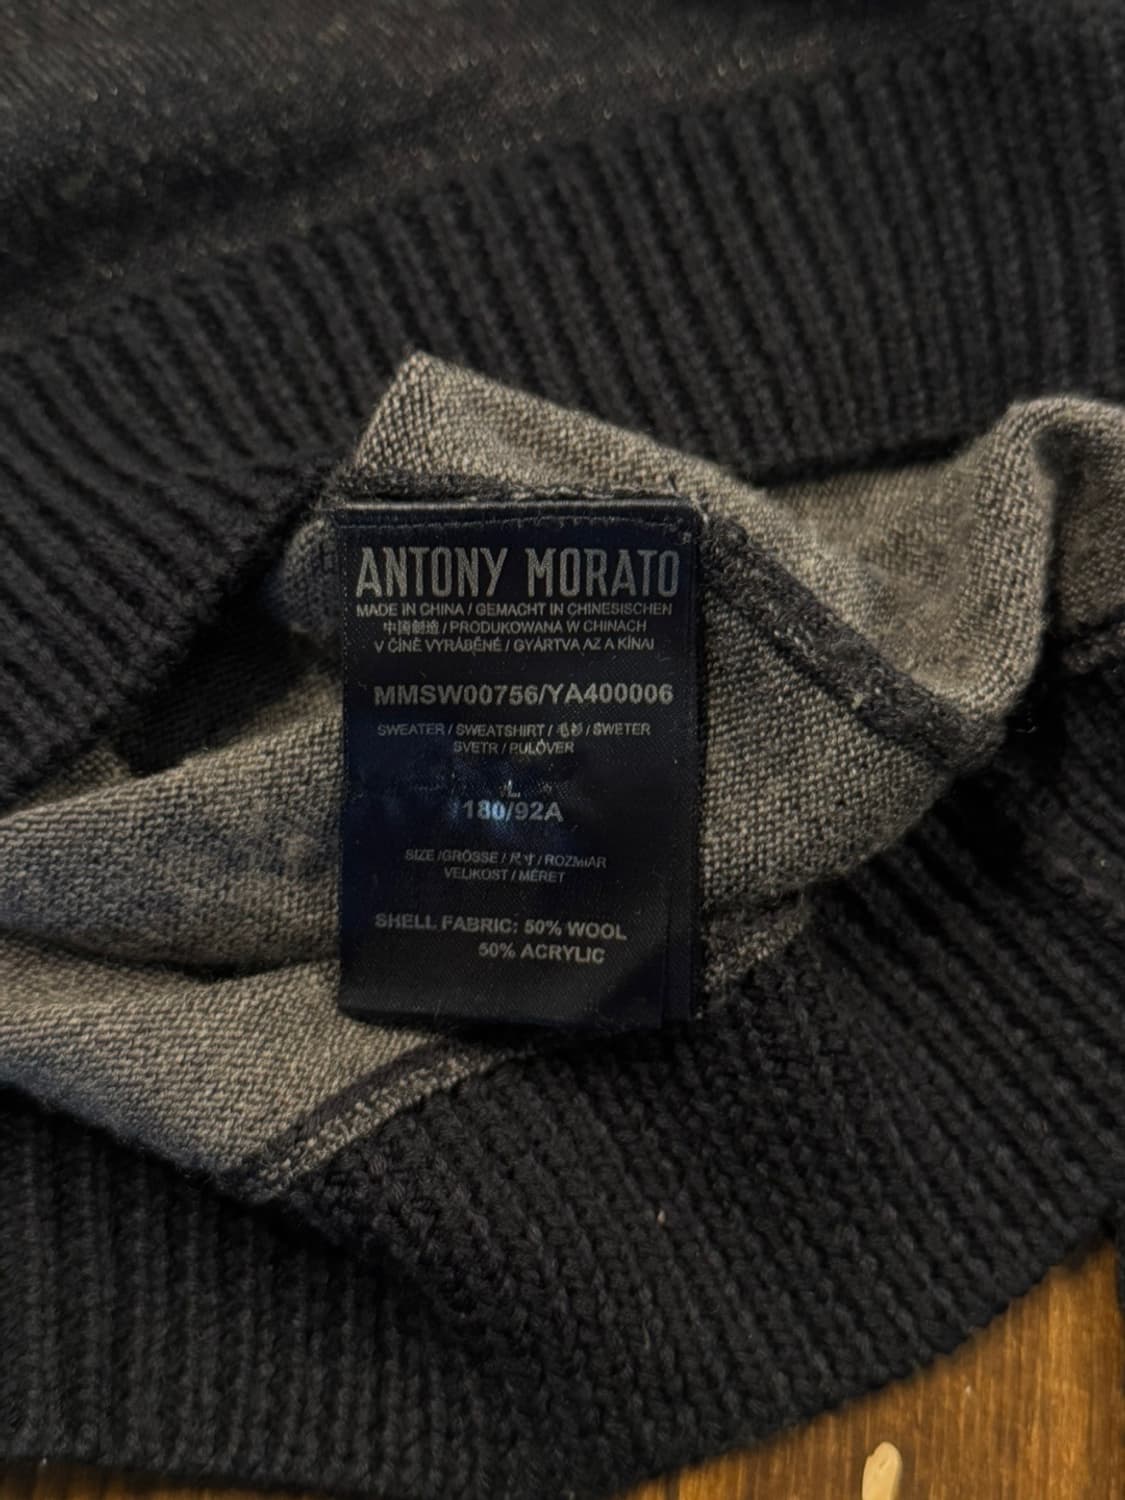 ANTONY MORATO
MADE IN CHINA / GEMACHT IN CHINESISCHEN
中国制造 / PRODUKOWANA W CHINACH
V ČÍNĚ VYRÁBĚNÉ / GYÁRTVA AZ A KÍNAI
MMSW00756/YA400006
SWEATER / SWEATSHIRT / 毛衫 / SWETER
SVETR / PULÓVER
L
180/92A
SIZE /GRÖSSE / 尺寸 / ROZMIAR
VELIKOST / MÉRET
SHELL FABRIC: 50% WOOL
50% ACRYLIC